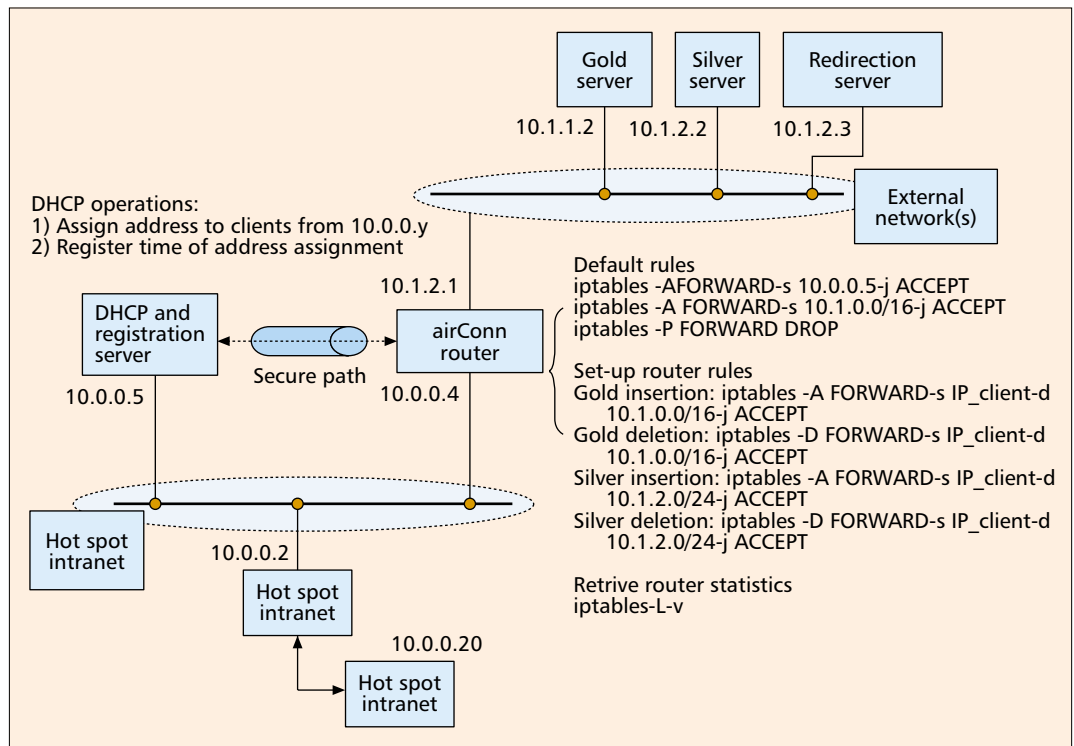 Gold
server
Silver
server
Redirection
server
10.1.1.2
10.1.2.2
10.1.2.3
External
network(s)
DHCP operations:
1) Assign address to clients from 10.0.0.y
2) Register time of address assignment
10.1.2.1
DHCP and
registration
server
Secure path
airConn
router
10.0.0.5
10.0.0.4
Default rules
iptables -AFORWARD-s 10.0.0.5-j ACCEPT
iptables -A FORWARD-s 10.1.0.0/16-j ACCEPT
iptables -P FORWARD DROP
Set-up router rules
Gold insertion: iptables -A FORWARD-s IP_client-d
10.1.0.0/16-j ACCEPT
Gold deletion: iptables -D FORWARD-s IP_client-d
10.1.0.0/16-j ACCEPT
Silver insertion: iptables -A FORWARD-s IP_client-d
10.1.2.0/24-j ACCEPT
Silver deletion: iptables -D FORWARD-s IP_client-d
10.1.2.0/24-j ACCEPT
Retrive router statistics
iptables-L-v
Hot spot
intranet
10.0.0.2
Hot spot
intranet
10.0.0.20
Hot spot
intranet